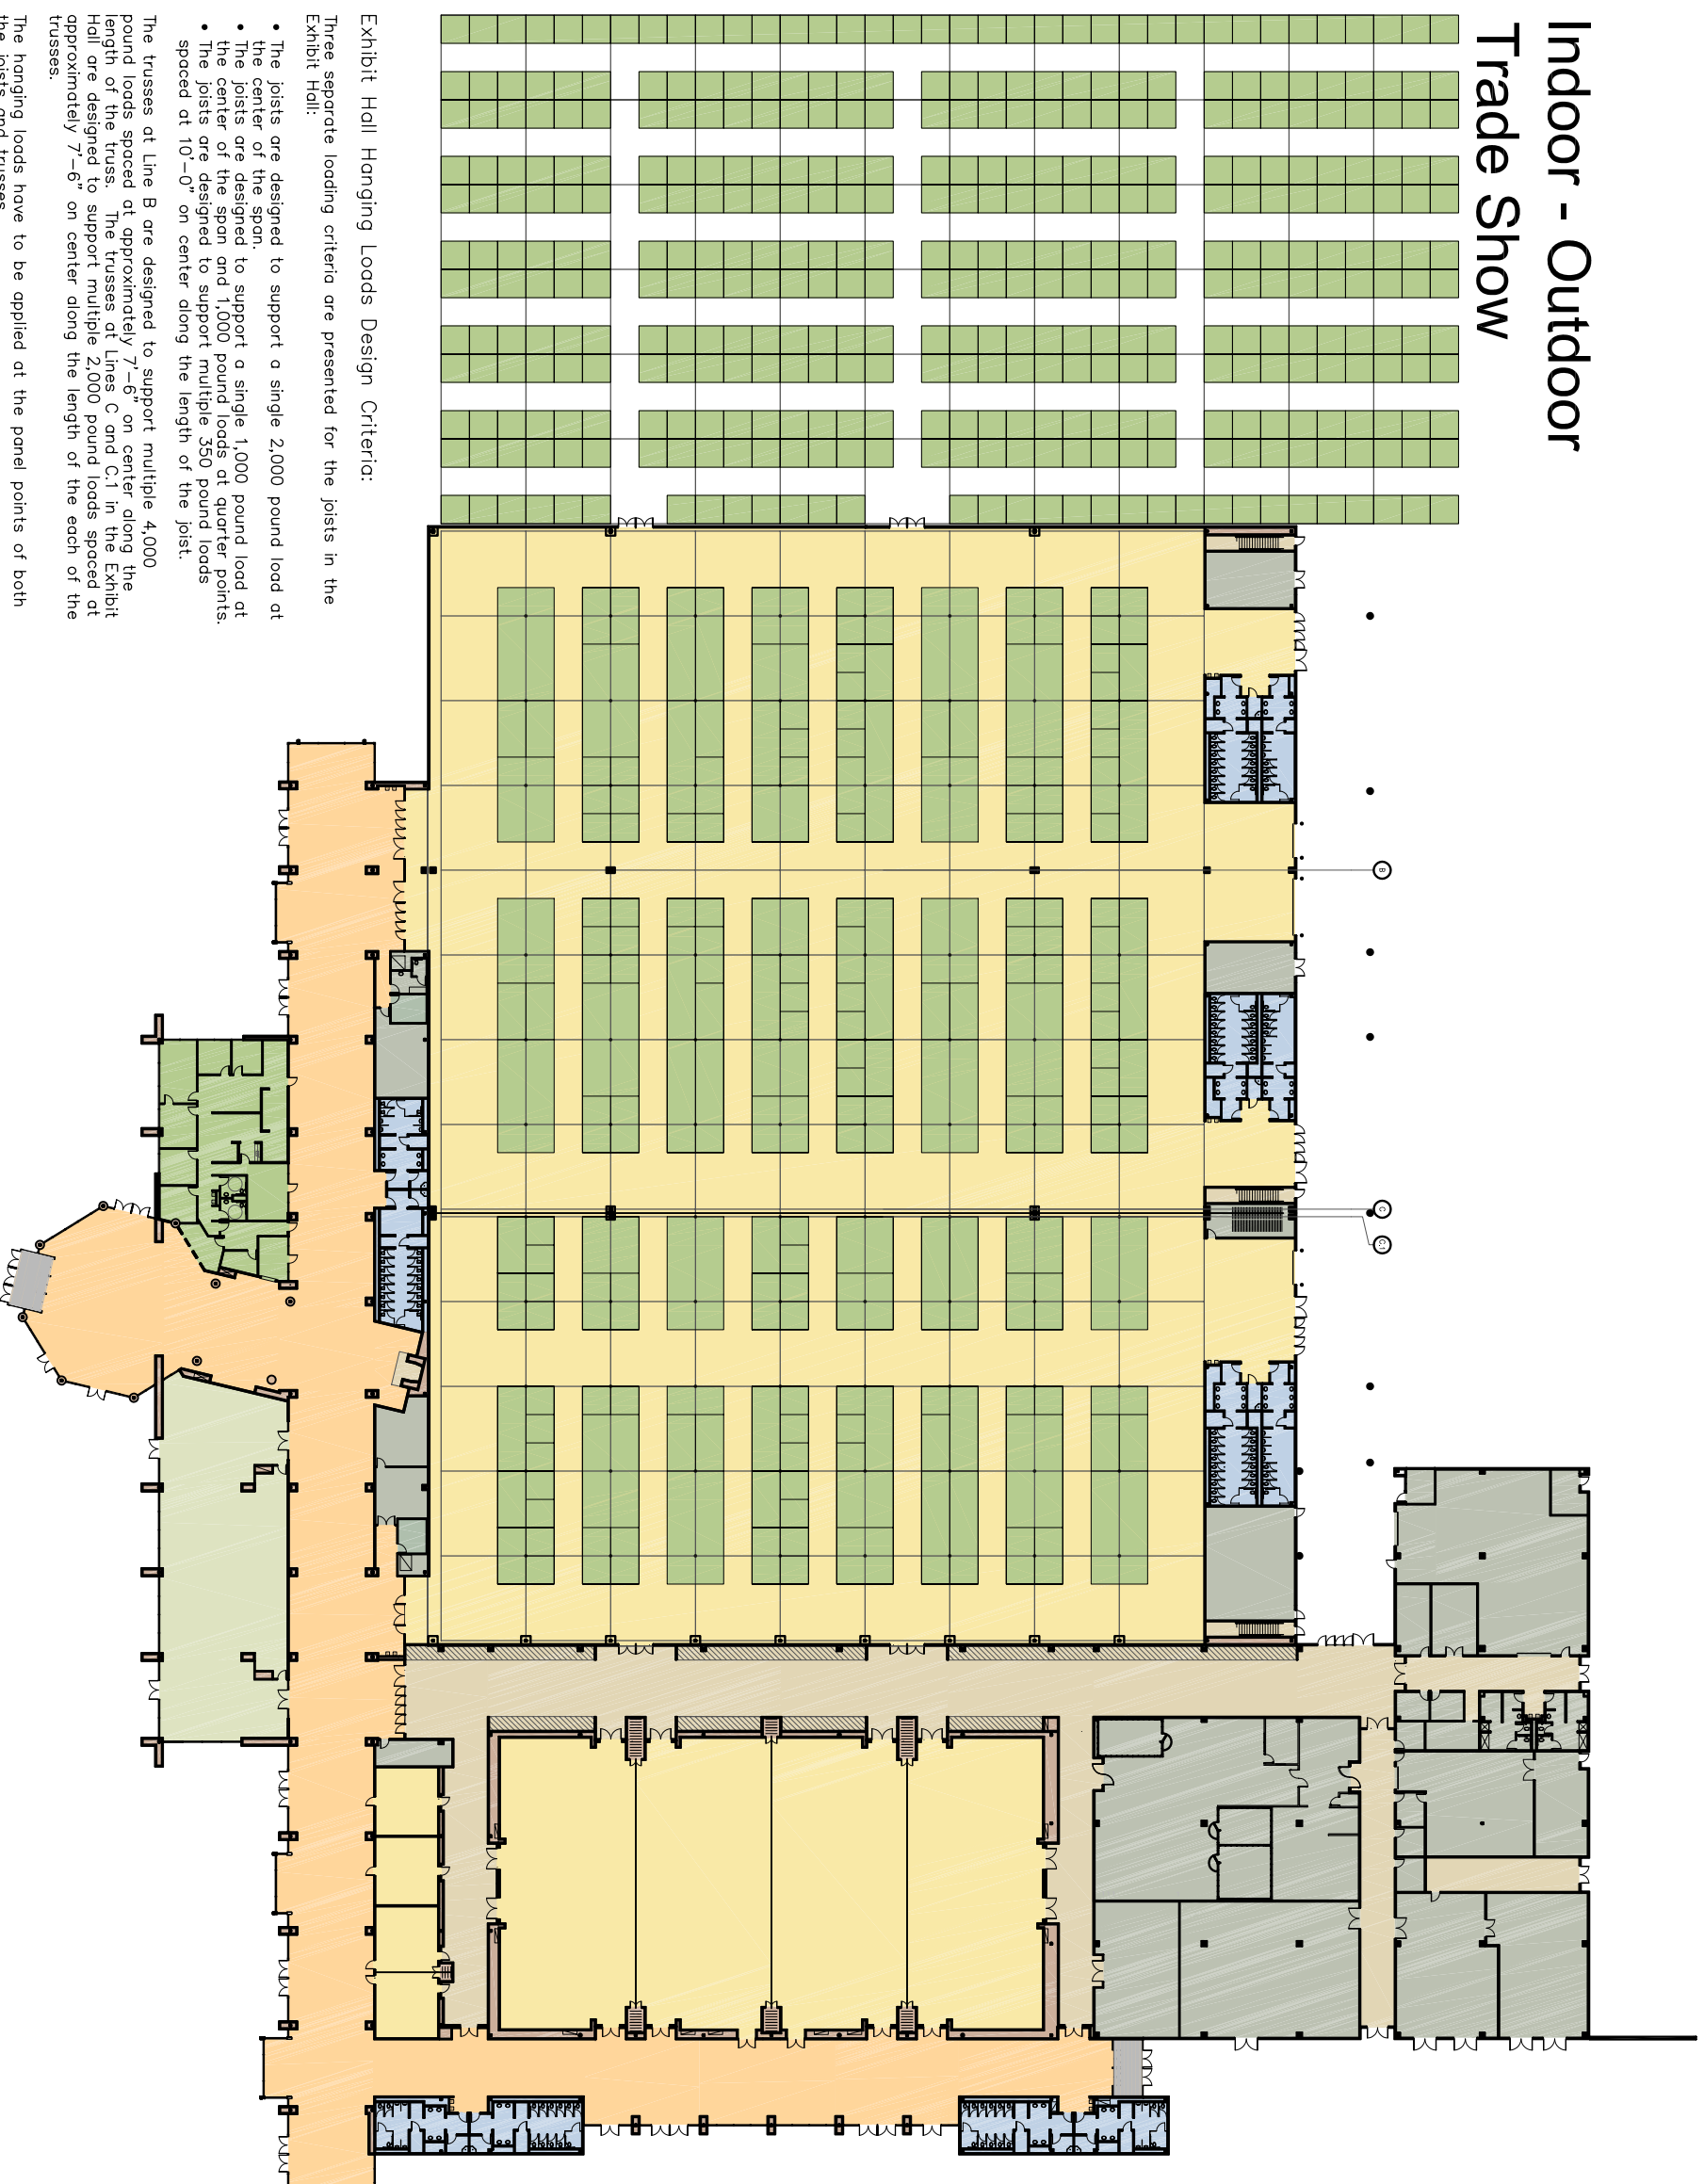 Indoor - Outdoor
Trade Show
Exhibit Hall Hanging Loads Design Criteria:
Three separate loading criteria are presented for the joists in the
Exhibit Hall:
• The joists are designed to support a single 2,000 pound load at
the center of the span.
• The joists are designed to support a single 1,000 pound load at
the center of the span and 1,000 pound loads at quarter points.
• The joists are designed to support multiple 350 pound loads
spaced at 10'-0" on center along the length of the joist.
The trusses at Line B are designed to support multiple 4,000
pound loads spaced at approximately 7'-6" on center along the
length of the truss. The trusses at Lines C and C.1 in the Exhibit
Hall are designed to support multiple 2,000 pound loads spaced at
approximately 7'-6" on center along the length of the each of the
trusses.
The hanging loads have to be applied at the panel points of both
the joists and trusses.
B
C
C.1